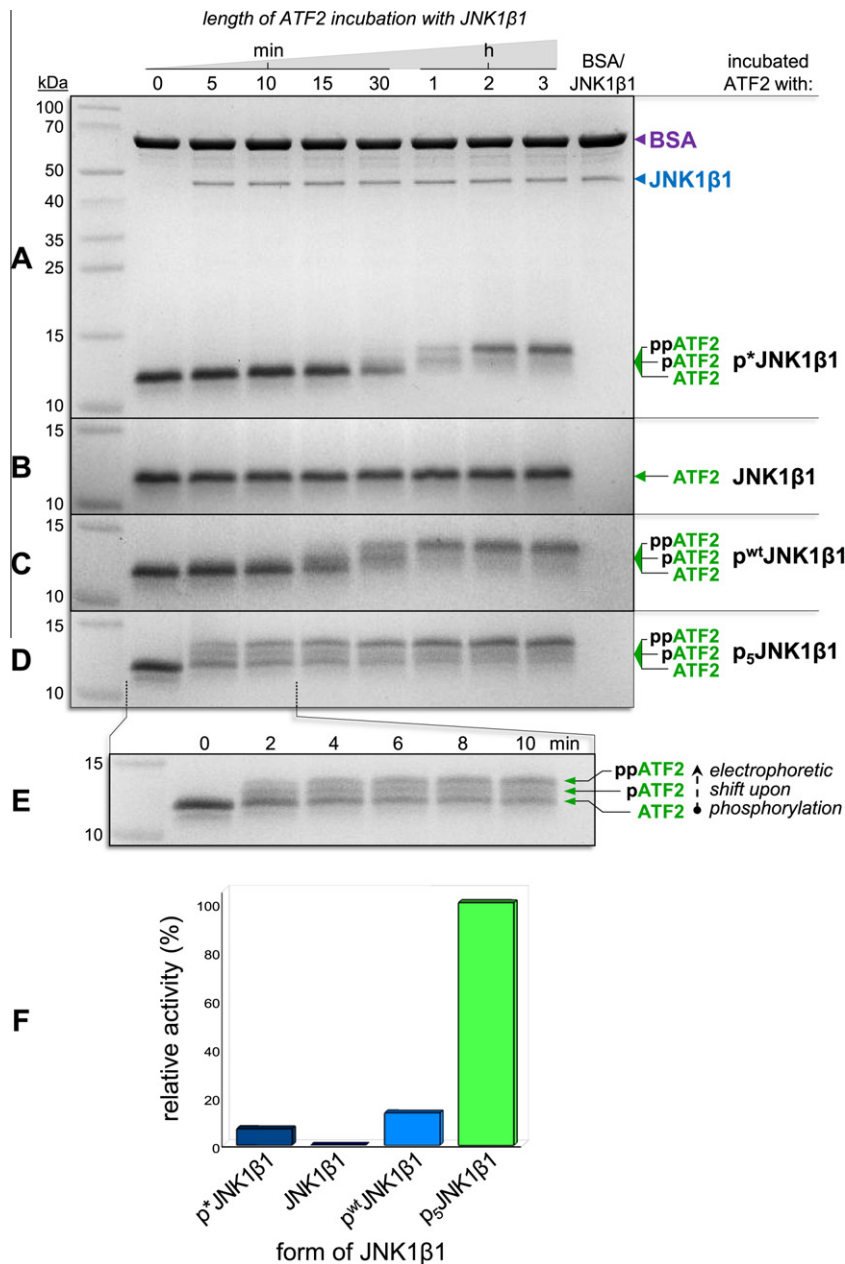 length of ATF2 incubation with JNK1β1
min h BSA/ incubated
kDa 0 5 10 15 30 1 2 3 JNK1β1 ATF2 with:
100
70
BSA
50
JNK1β1
40
35
A
25
15
ppATF2
pATF2 p*JNK1β1
ATF2
10
15
B ATF2 JNK1β1
10
15
ppATF2
C pATF2 pwtJNK1β1
ATF2
10
15
ppATF2
D pATF2 p5JNK1β1
ATF2
10
0 2 4 6 8 10 min
15
ppATF2 electrophoretic
E pATF2 shift upon
ATF2 phosphorylation
10
F
relative activity (%)
100
80
60
40
20
0
p*JNK1β1 JNK1β1 pwtJNK1β1 p5JNK1β1
form of JNK1β1